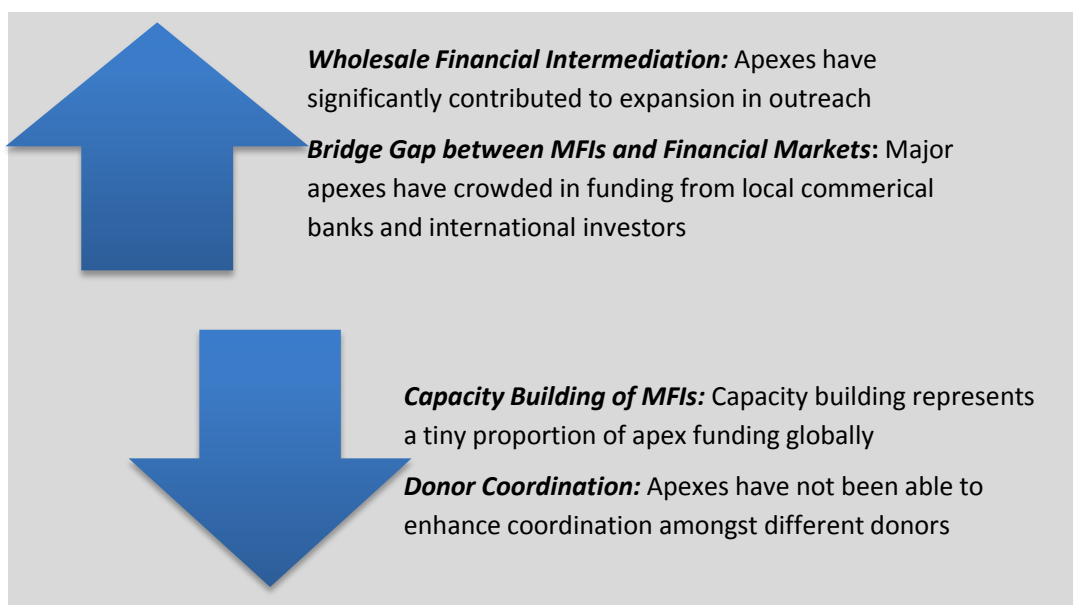 Wholesale Financial Intermediation: Apexes have
significantly contributed to expansion in outreach
Bridge Gap between MFIs and Financial Markets: Major
apexes have crowded in funding from local commerical
banks and international investors
Capacity Building of MFIs: Capacity building represents
a tiny proportion of apex funding globally
Donor Coordination: Apexes have not been able to
enhance coordination amongst different donors